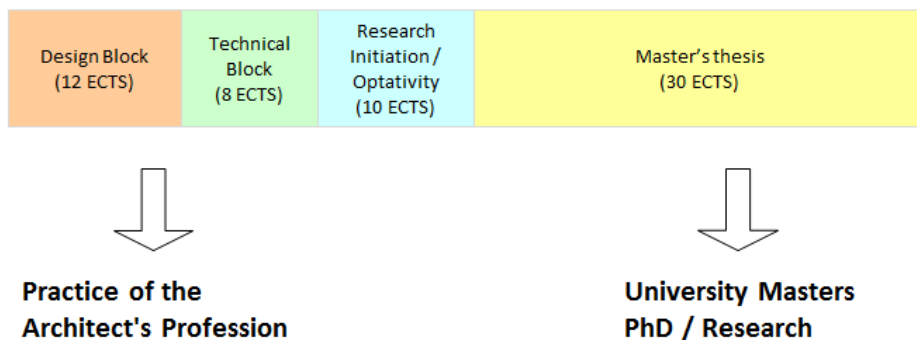 Design Block
(12 ECTS)
Technical
Block
(8 ECTS)
Research
Initiation /
Optativity
(10 ECTS)
Master's thesis
(30 ECTS)
Practice of the
Architect's Profession
University Masters
PhD / Research